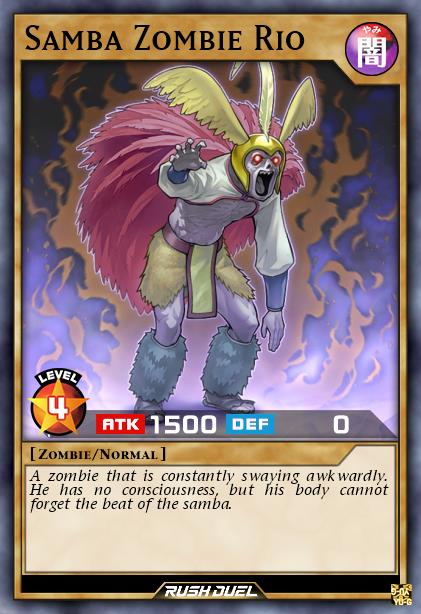 Samba Zombie Rio
やみ
闇
LEVEL
4
ATK 1500 DEF 0
[Zombie/Normal]
A zombie that is constantly swaying awkwardly.
He has no consciousness, but his body cannot
forget the beat of the samba.
RUSH DUEL